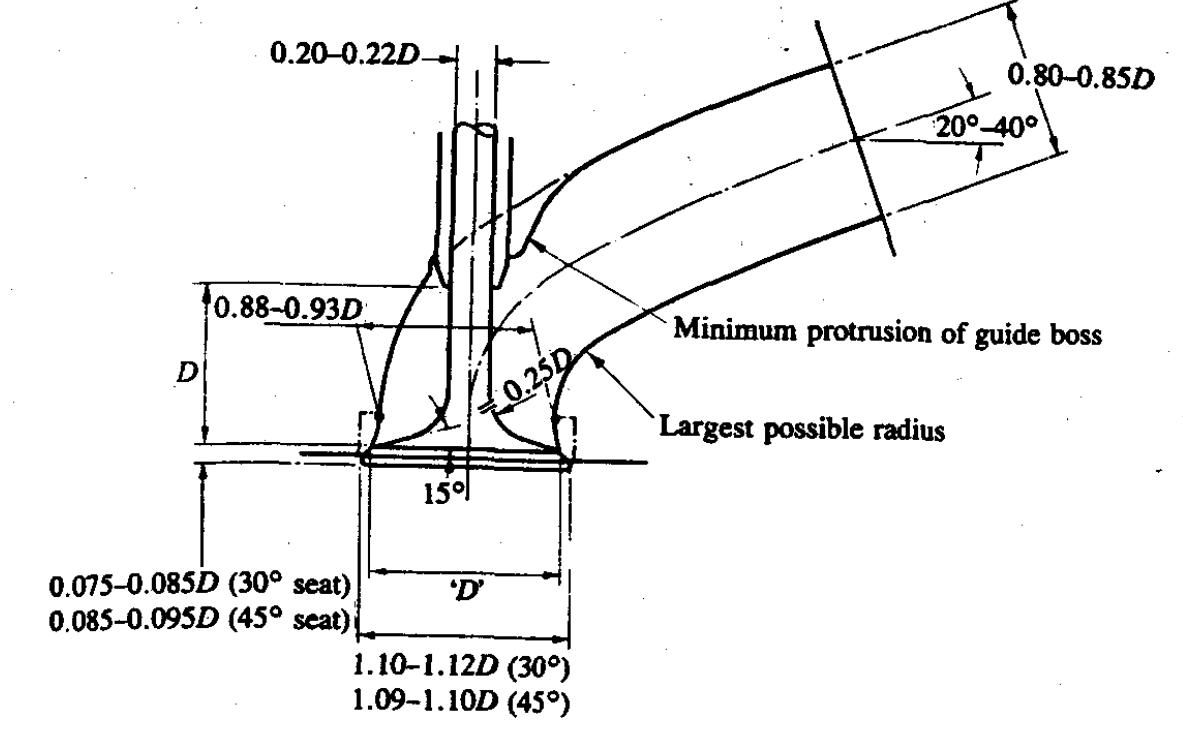 0.20–0.22D
0.80–0.85D
20°–40°
0.88–0.93D
Minimum protrusion of guide boss
D
0.25D
Largest possible radius
15°
0.075–0.085D (30° seat)
0.085–0.095D (45° seat)
‘D’
1.10–1.12D (30°)
1.09–1.10D (45°)